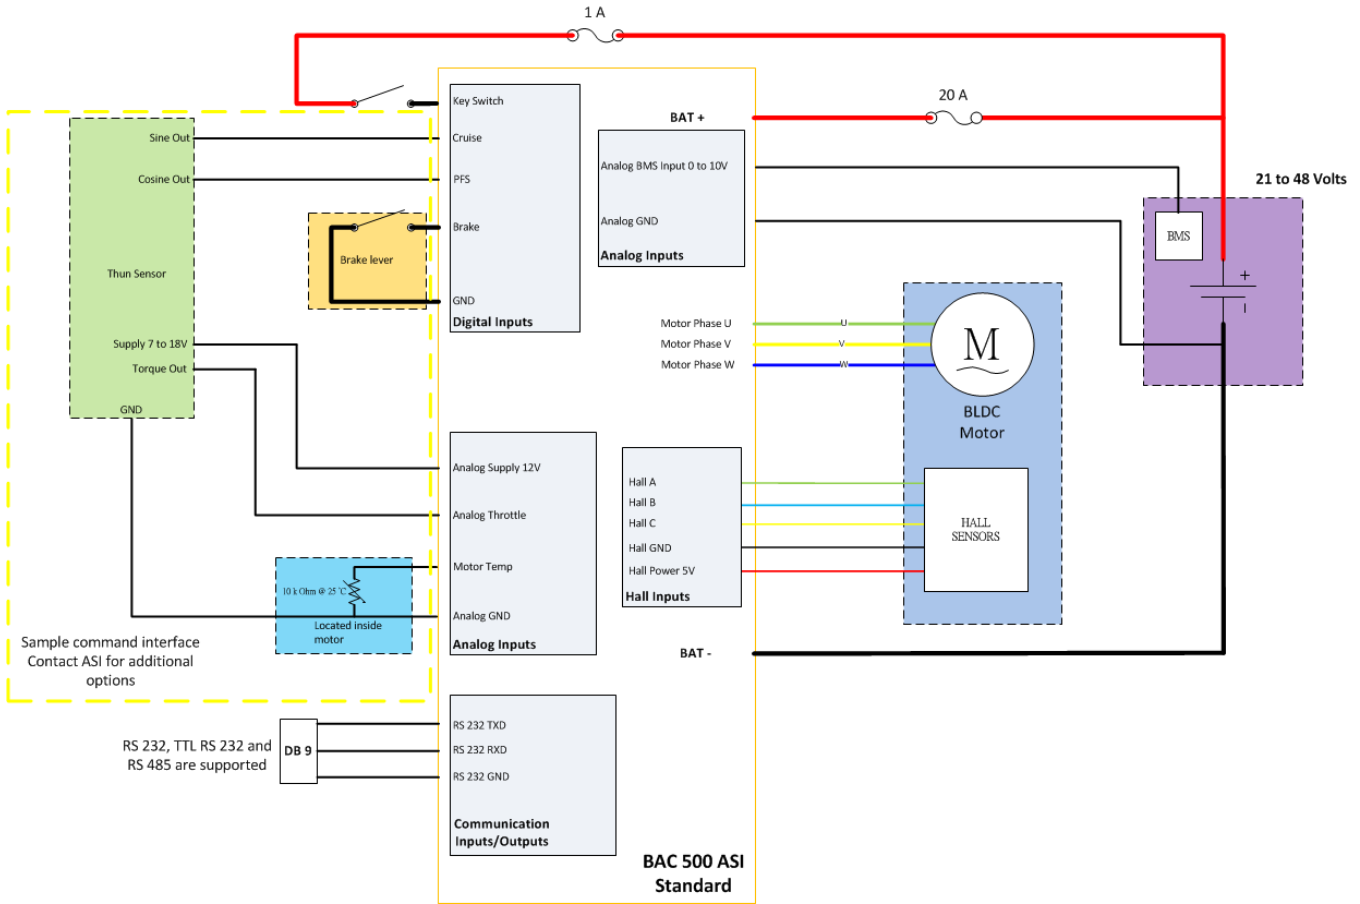 1 A
Key Switch
20 A
BAT +
Sine Out
Cruise
Analog BMS Input 0 to 10V
Cosine Out
PFS
21 to 48 Volts
Analog GND
Brake
BMS
Analog Inputs
Brake lever
Thun Sensor
+
GND
Digital Inputs
Motor Phase U
U
Supply 7 to 18V
Motor Phase V
V
M
Torque Out
Motor Phase W
W
GND
BLDC
Motor
Analog Supply 12V
Hall A
Hall B
Analog Throttle
Hall C
HALL
SENSORS
Hall GND
Motor Temp
Hall Power 5V
10 k Ohm @ 25 ℃
Hall Inputs
Analog GND
Located inside
motor
Analog Inputs
Sample command interface
Contact ASI for additional
options
BAT -
RS 232 TXD
RS 232, TTL RS 232 and
RS 485 are supported
DB 9
RS 232 RXD
RS 232 GND
Communication
Inputs/Outputs
BAC 500 ASI
Standard